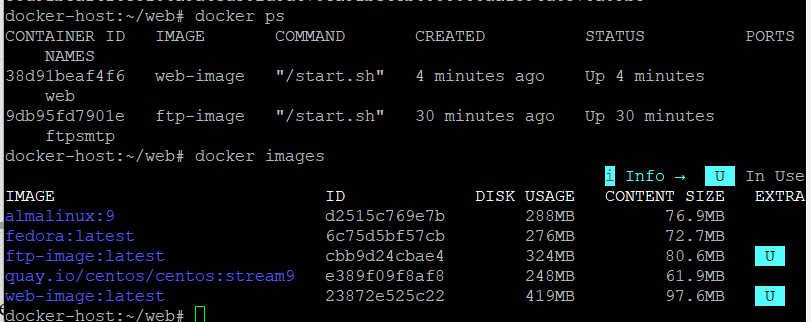 docker-host:~/web# docker ps
CONTAINER ID   IMAGE       COMMAND       CREATED          STATUS          PORTS
    NAMES
38d91beaf4f6   web-image   "/start.sh"   4 minutes ago    Up 4 minutes
    web
9db95fd7901e   ftp-image   "/start.sh"   30 minutes ago   Up 30 minutes
    ftpsmtp
docker-host:~/web# docker images
i Info → U In Use
IMAGE                           ID             DISK USAGE   CONTENT SIZE   EXTRA
almalinux:9                     d2515c769e7b        288MB         76.9MB
fedora:latest                   6c75d5bf57cb        276MB         72.7MB
ftp-image:latest                cbb9d24cbae4        324MB         80.6MB    U
quay.io/centos/centos:stream9   e389f09f8af8        248MB         61.9MB
web-image:latest                23872e525c22        419MB         97.6MB    U
docker-host:~/web#